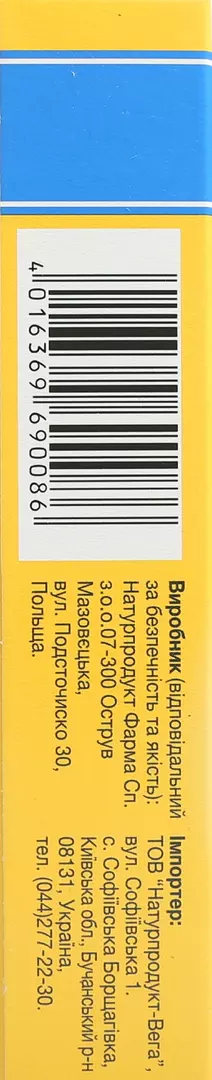 4 016369 690086
Виробник (відповідальний
за безпечність та якість):
Натурпродукт Фарма Сп.
з.о.о.07-300 Острув
Мазовецька,
вул. Подсточиско 30,
Польща.
Імпортер:
ТОВ "Натурпродукт-Вега",
вул. Софіївська 1.
с. Софіївська Борщагівка,
Київська обл., Бучанський р-н
08131, Україна,
тел. (044)277-22-30.